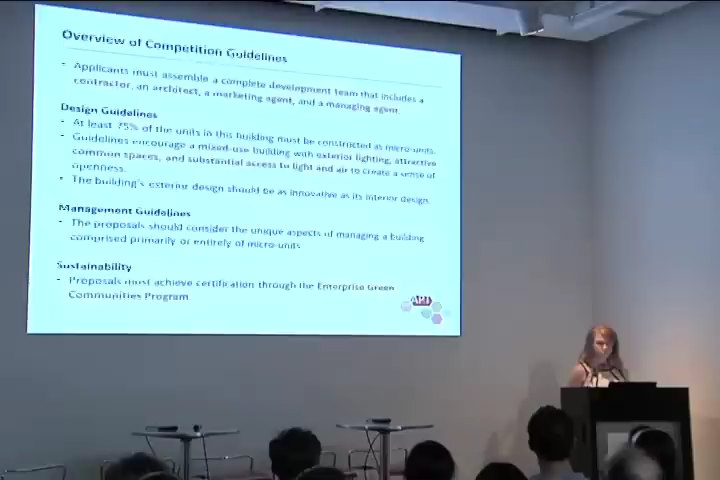 Overview of Competition Guidelines
- Applicants must assemble a complete development team that includes a
contractor, an architect, a marketing agent, and a managing agent.
Design Guidelines
- At least 75% of the units in this building must be constructed as micro-units.
- Guidelines encourage a mixed-use building with exterior lighting, attractive
common spaces, and substantial access to light and air to create a sense of
openness.
- The building's exterior design should be as innovative as its interior design.
Management Guidelines
- The proposals should consider the unique aspects of managing a building
comprised primarily or entirely of micro-units
Sustainability
- Proposals must achieve certification through the Enterprise Green
Communities Program.